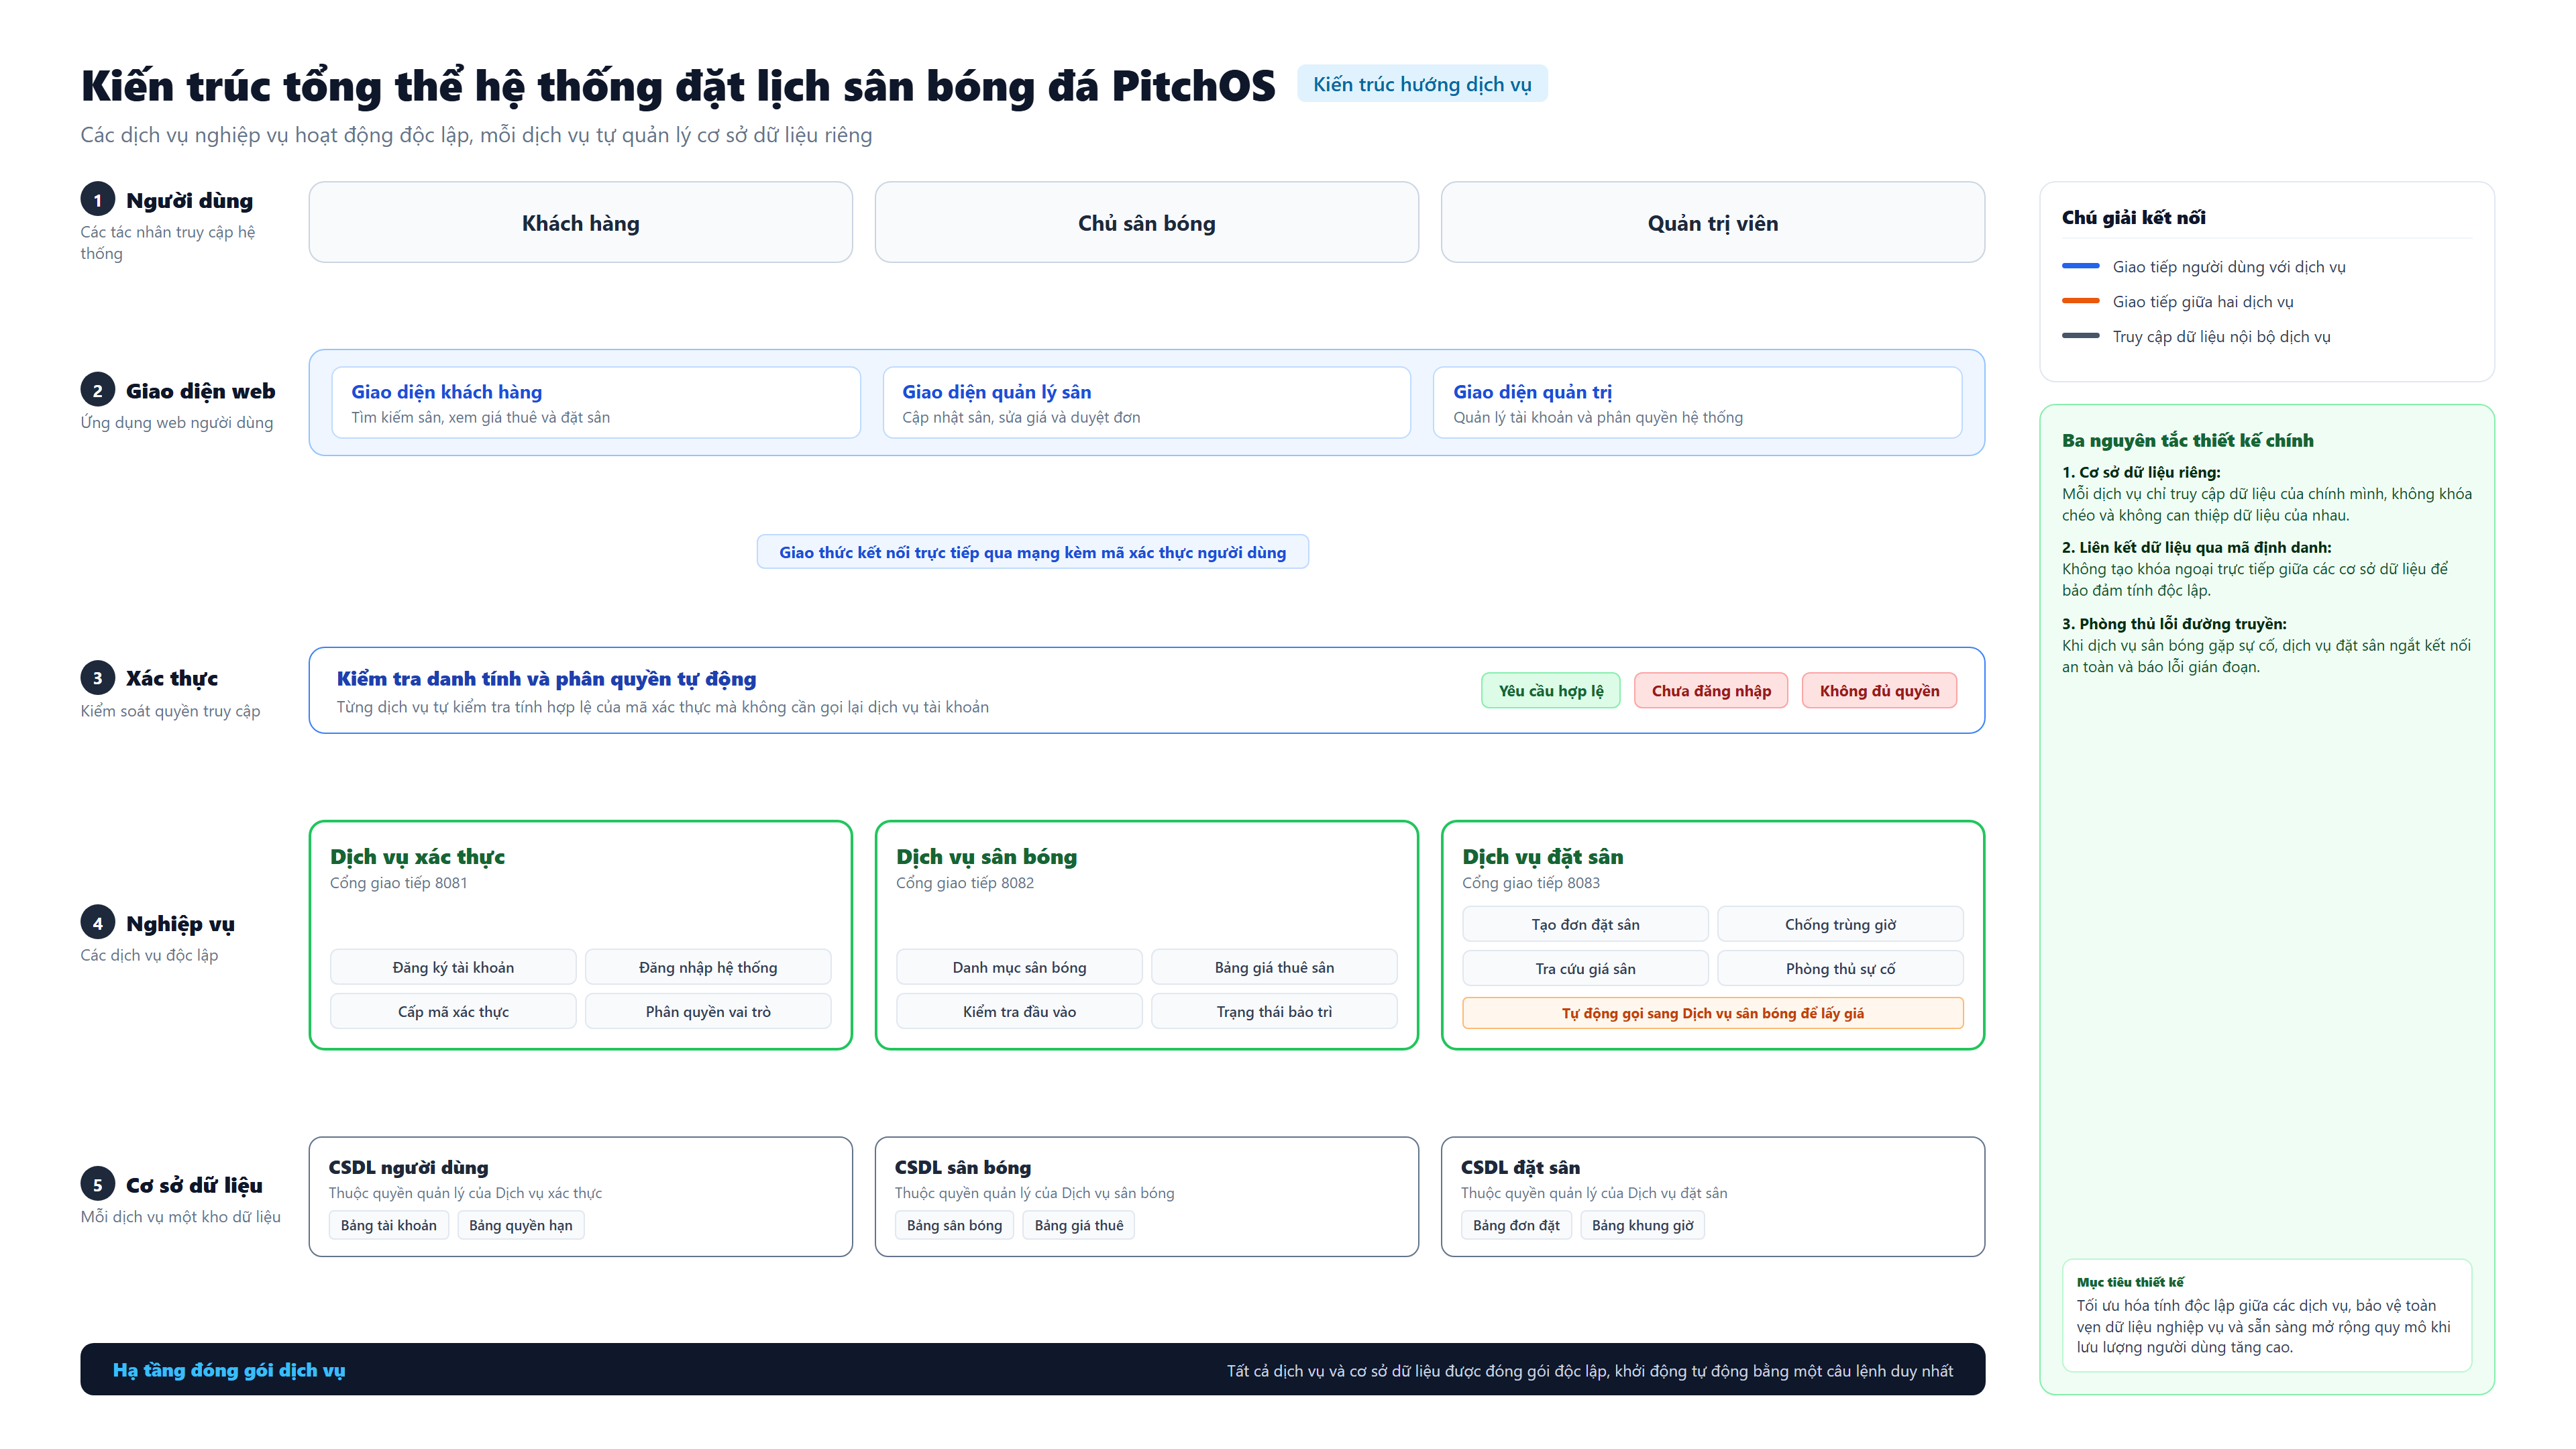 Kiến trúc tổng thể hệ thống đặt lịch sân bóng đá PitchOS
Kiến trúc hướng dịch vụ
Các dịch vụ nghiệp vụ hoạt động độc lập, mỗi dịch vụ tự quản lý cơ sở dữ liệu riêng
1 Người dùng
Các tác nhân truy cập hệ
thống
Khách hàng
Chủ sân bóng
Quản trị viên
2 Giao diện web
Ứng dụng web người dùng
Giao diện khách hàng
Tìm kiếm sân, xem giá thuê và đặt sân
Giao diện quản lý sân
Cập nhật sân, sửa giá và duyệt đơn
Giao diện quản trị
Quản lý tài khoản và phân quyền hệ thống
Giao thức kết nối trực tiếp qua mạng kèm mã xác thực người dùng
3 Xác thực
Kiểm soát quyền truy cập
Kiểm tra danh tính và phân quyền tự động
Từng dịch vụ tự kiểm tra tính hợp lệ của mã xác thực mà không cần gọi lại dịch vụ tài khoản
Yêu cầu hợp lệ
Chưa đăng nhập
Không đủ quyền
4 Nghiệp vụ
Các dịch vụ độc lập
Dịch vụ xác thực
Cổng giao tiếp 8081
Đăng ký tài khoản
Đăng nhập hệ thống
Cấp mã xác thực
Phân quyền vai trò
Dịch vụ sân bóng
Cổng giao tiếp 8082
Danh mục sân bóng
Bảng giá thuê sân
Kiểm tra đầu vào
Trạng thái bảo trì
Dịch vụ đặt sân
Cổng giao tiếp 8083
Tạo đơn đặt sân
Chống trùng giờ
Tra cứu giá sân
Phòng thủ sự cố
Tự động gọi sang Dịch vụ sân bóng để lấy giá
5 Cơ sở dữ liệu
Mỗi dịch vụ một kho dữ liệu
CSDL người dùng
Thuộc quyền quản lý của Dịch vụ xác thực
Bảng tài khoản
Bảng quyền hạn
CSDL sân bóng
Thuộc quyền quản lý của Dịch vụ sân bóng
Bảng sân bóng
Bảng giá thuê
CSDL đặt sân
Thuộc quyền quản lý của Dịch vụ đặt sân
Bảng đơn đặt
Bảng khung giờ
Hạ tầng đóng gói dịch vụ
Tất cả dịch vụ và cơ sở dữ liệu được đóng gói độc lập, khởi động tự động bằng một câu lệnh duy nhất
Chú giải kết nối
Giao tiếp người dùng với dịch vụ
Giao tiếp giữa hai dịch vụ
Truy cập dữ liệu nội bộ dịch vụ
Ba nguyên tắc thiết kế chính
1. Cơ sở dữ liệu riêng:
Mỗi dịch vụ chỉ truy cập dữ liệu của chính mình, không khóa
chéo và không can thiệp dữ liệu của nhau.
2. Liên kết dữ liệu qua mã định danh:
Không tạo khóa ngoại trực tiếp giữa các cơ sở dữ liệu để
bảo đảm tính độc lập.
3. Phòng thủ lỗi đường truyền:
Khi dịch vụ sân bóng gặp sự cố, dịch vụ đặt sân ngắt kết nối
an toàn và báo lỗi gián đoạn.
Mục tiêu thiết kế
Tối ưu hóa tính độc lập giữa các dịch vụ, bảo vệ toàn
vẹn dữ liệu nghiệp vụ và sẵn sàng mở rộng quy mô khi
lưu lượng người dùng tăng cao.